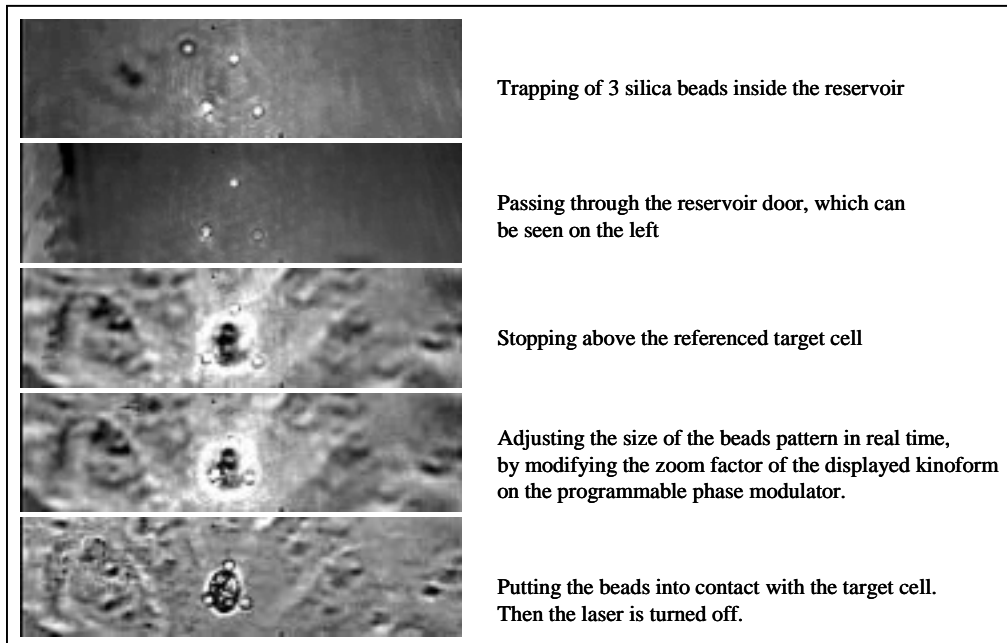 Trapping of 3 silica beads inside the reservoir
Passing through the reservoir door, which can
be seen on the left
Stopping above the referenced target cell
Adjusting the size of the beads pattern in real time,
by modifying the zoom factor of the displayed kinoform
on the programmable phase modulator.
Putting the beads into contact with the target cell.
Then the laser is turned off.